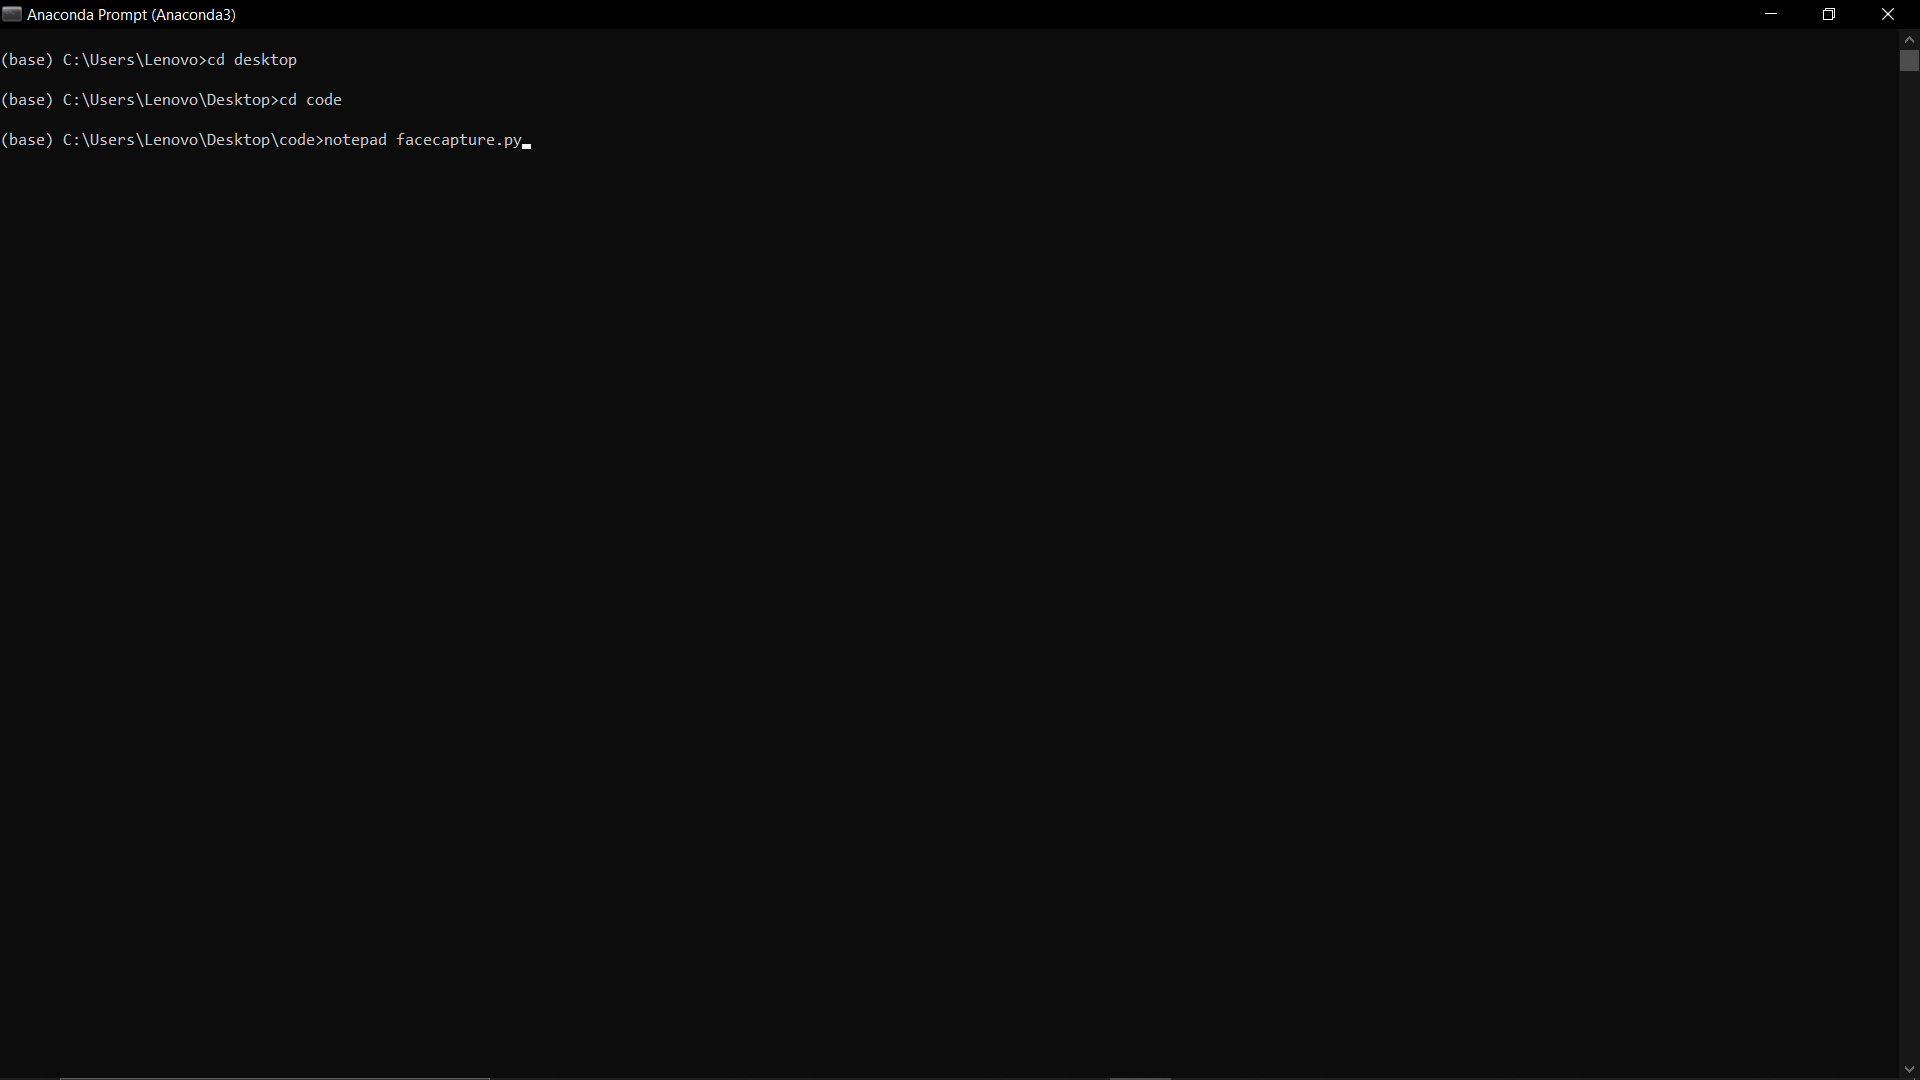 Anaconda Prompt (Anaconda3)
(base) C:\Users\Lenovo>cd desktop
(base) C:\Users\Lenovo\Desktop>cd code
(base) C:\Users\Lenovo\Desktop\code>notepad facecapture.py